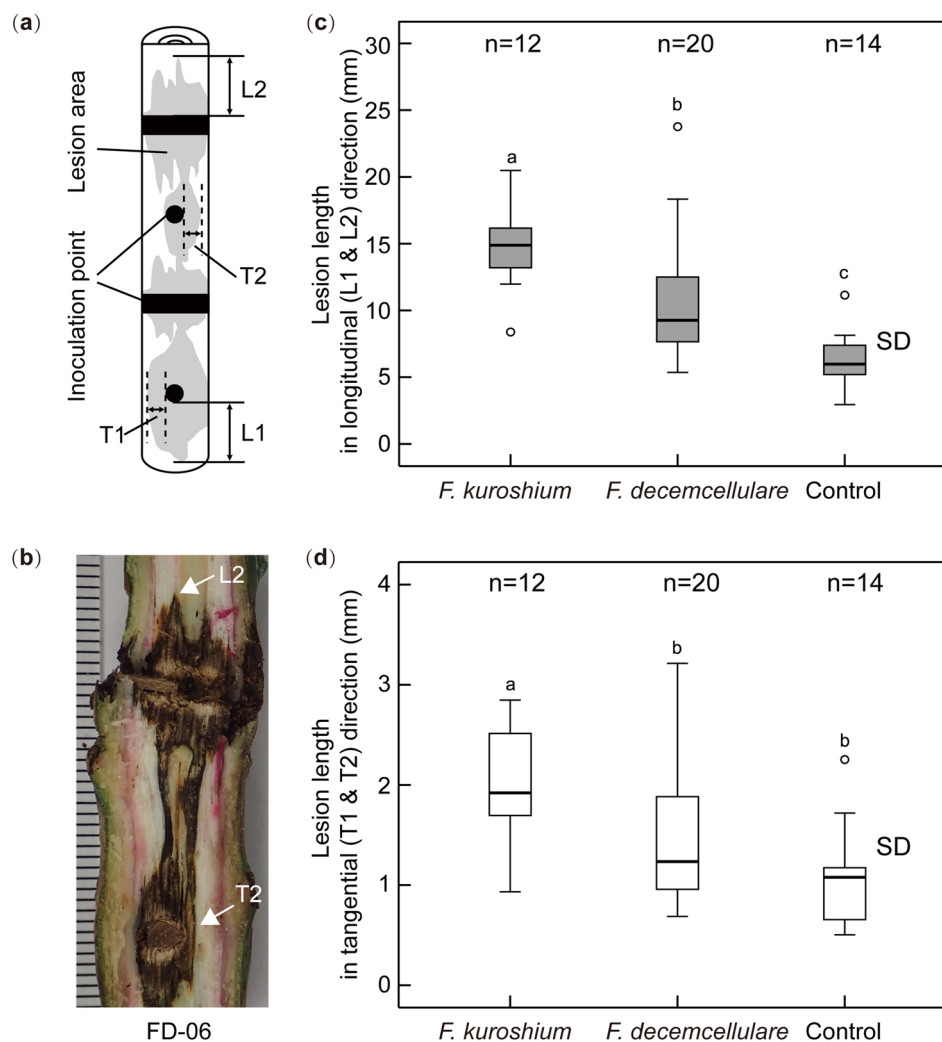 (a)
L2
Lesion area
Inoculation point
T2
T1
L1
(b)
L2
T2
FD-06
(c)
Lesion length
in longitudinal (L1 & L2) direction (mm)
30
25
20
15
10
5
0
n=12
n=20
n=14
a
b
c
SD
F. kuroshium
F. decemcellulare
Control
(d)
Lesion length
in tangential (T1 & T2) direction (mm)
4
3
2
1
0
n=12
n=20
n=14
a
b
b
SD
F. kuroshium
F. decemcellulare
Control